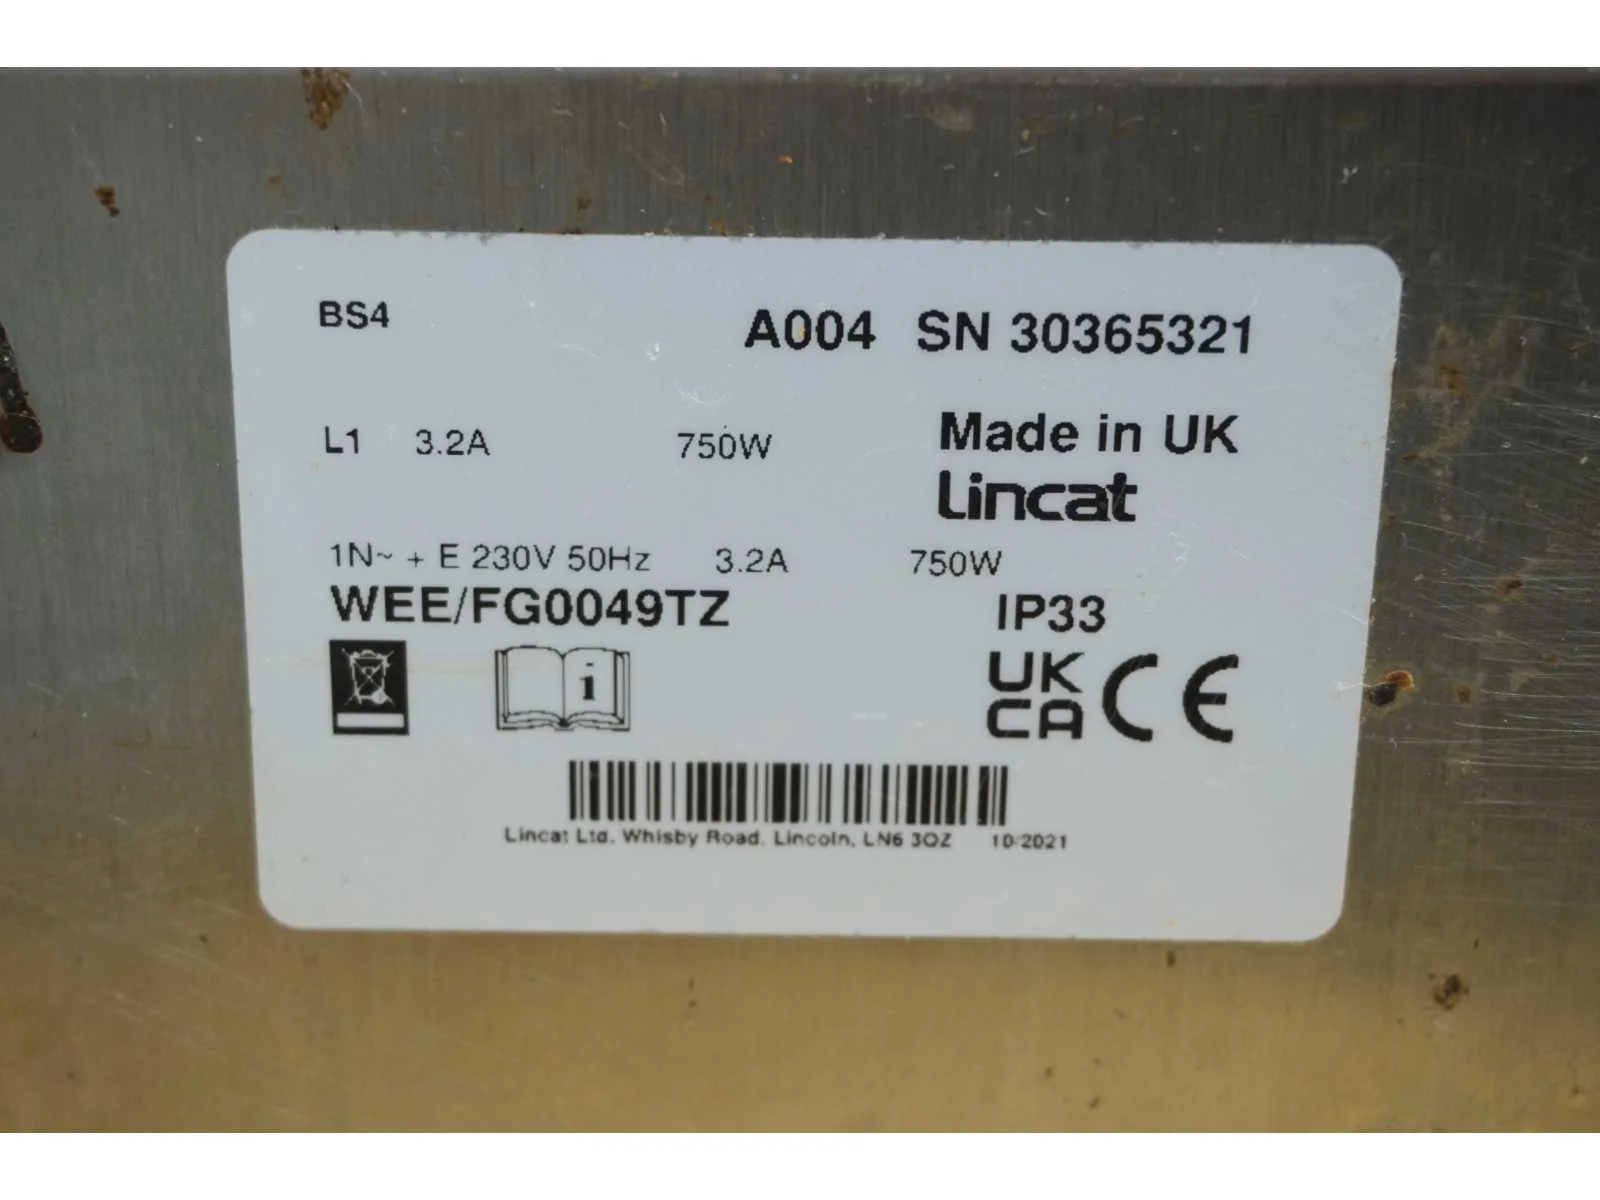 BS4 A004 SN 30365321
L1 3.2A 750W Made in UK
Lincat
1N~ + E 230V 50Hz 3.2A 750W
WEE/FG0049TZ IP33
i
UK
CA CE
Lincat Ltd, Whisby Road, Lincoln, LN6 3QZ 10/2021